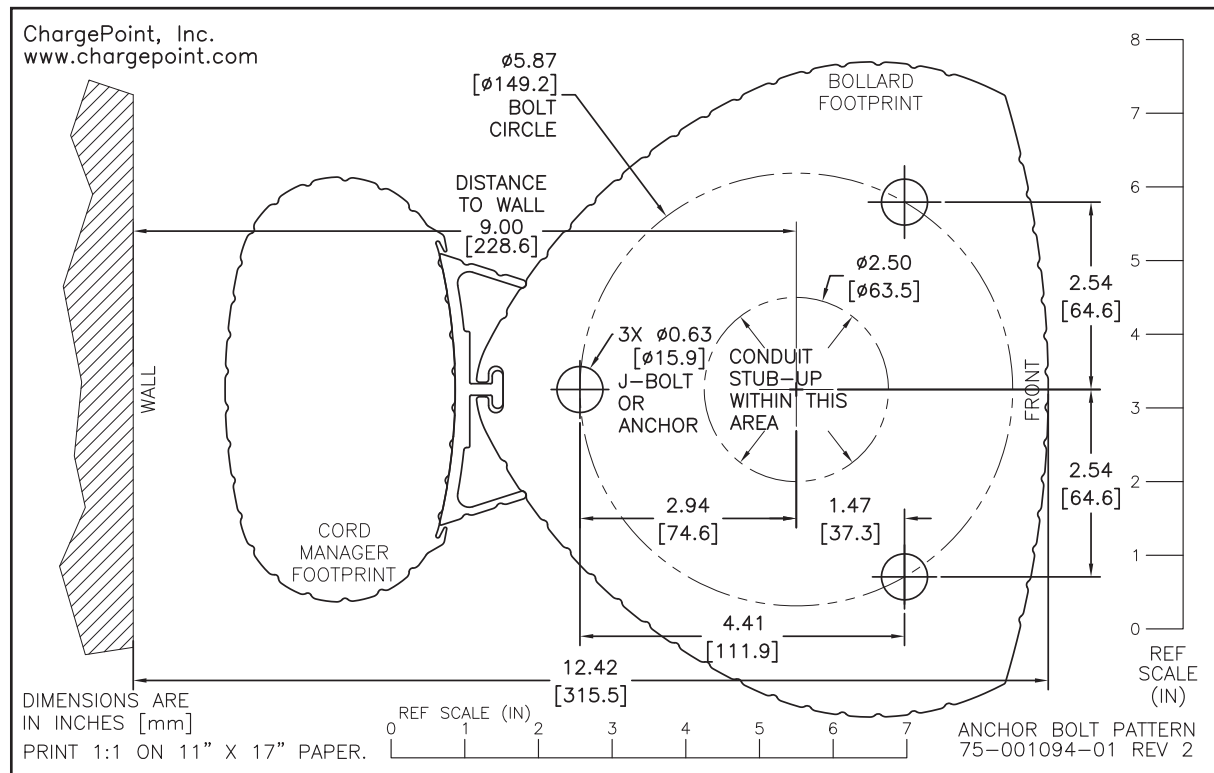 ChargePoint, Inc.
www.chargepoint.com
ø5.87
[ø149.2]
BOLT
CIRCLE
BOLLARD
FOOTPRINT
8
7
6
5
4
3
2
1
0
REF
SCALE
(IN)
DISTANCE
TO WALL
9.00
[228.6]
ø2.50
[ø63.5]
2.54
[64.6]
3X ø0.63
[ø15.9]
J-BOLT
OR
ANCHOR
CONDUIT
STUB-UP
WITHIN THIS
AREA
WALL
FRONT
2.54
[64.6]
2.94
[74.6]
1.47
[37.3]
CORD
MANAGER
FOOTPRINT
4.41
[111.9]
12.42
[315.5]
DIMENSIONS ARE
IN INCHES [mm]
PRINT 1:1 ON 11" X 17" PAPER.
REF SCALE (IN)
0 1 2 3 4 5 6 7
ANCHOR BOLT PATTERN
75-001094-01 REV 2